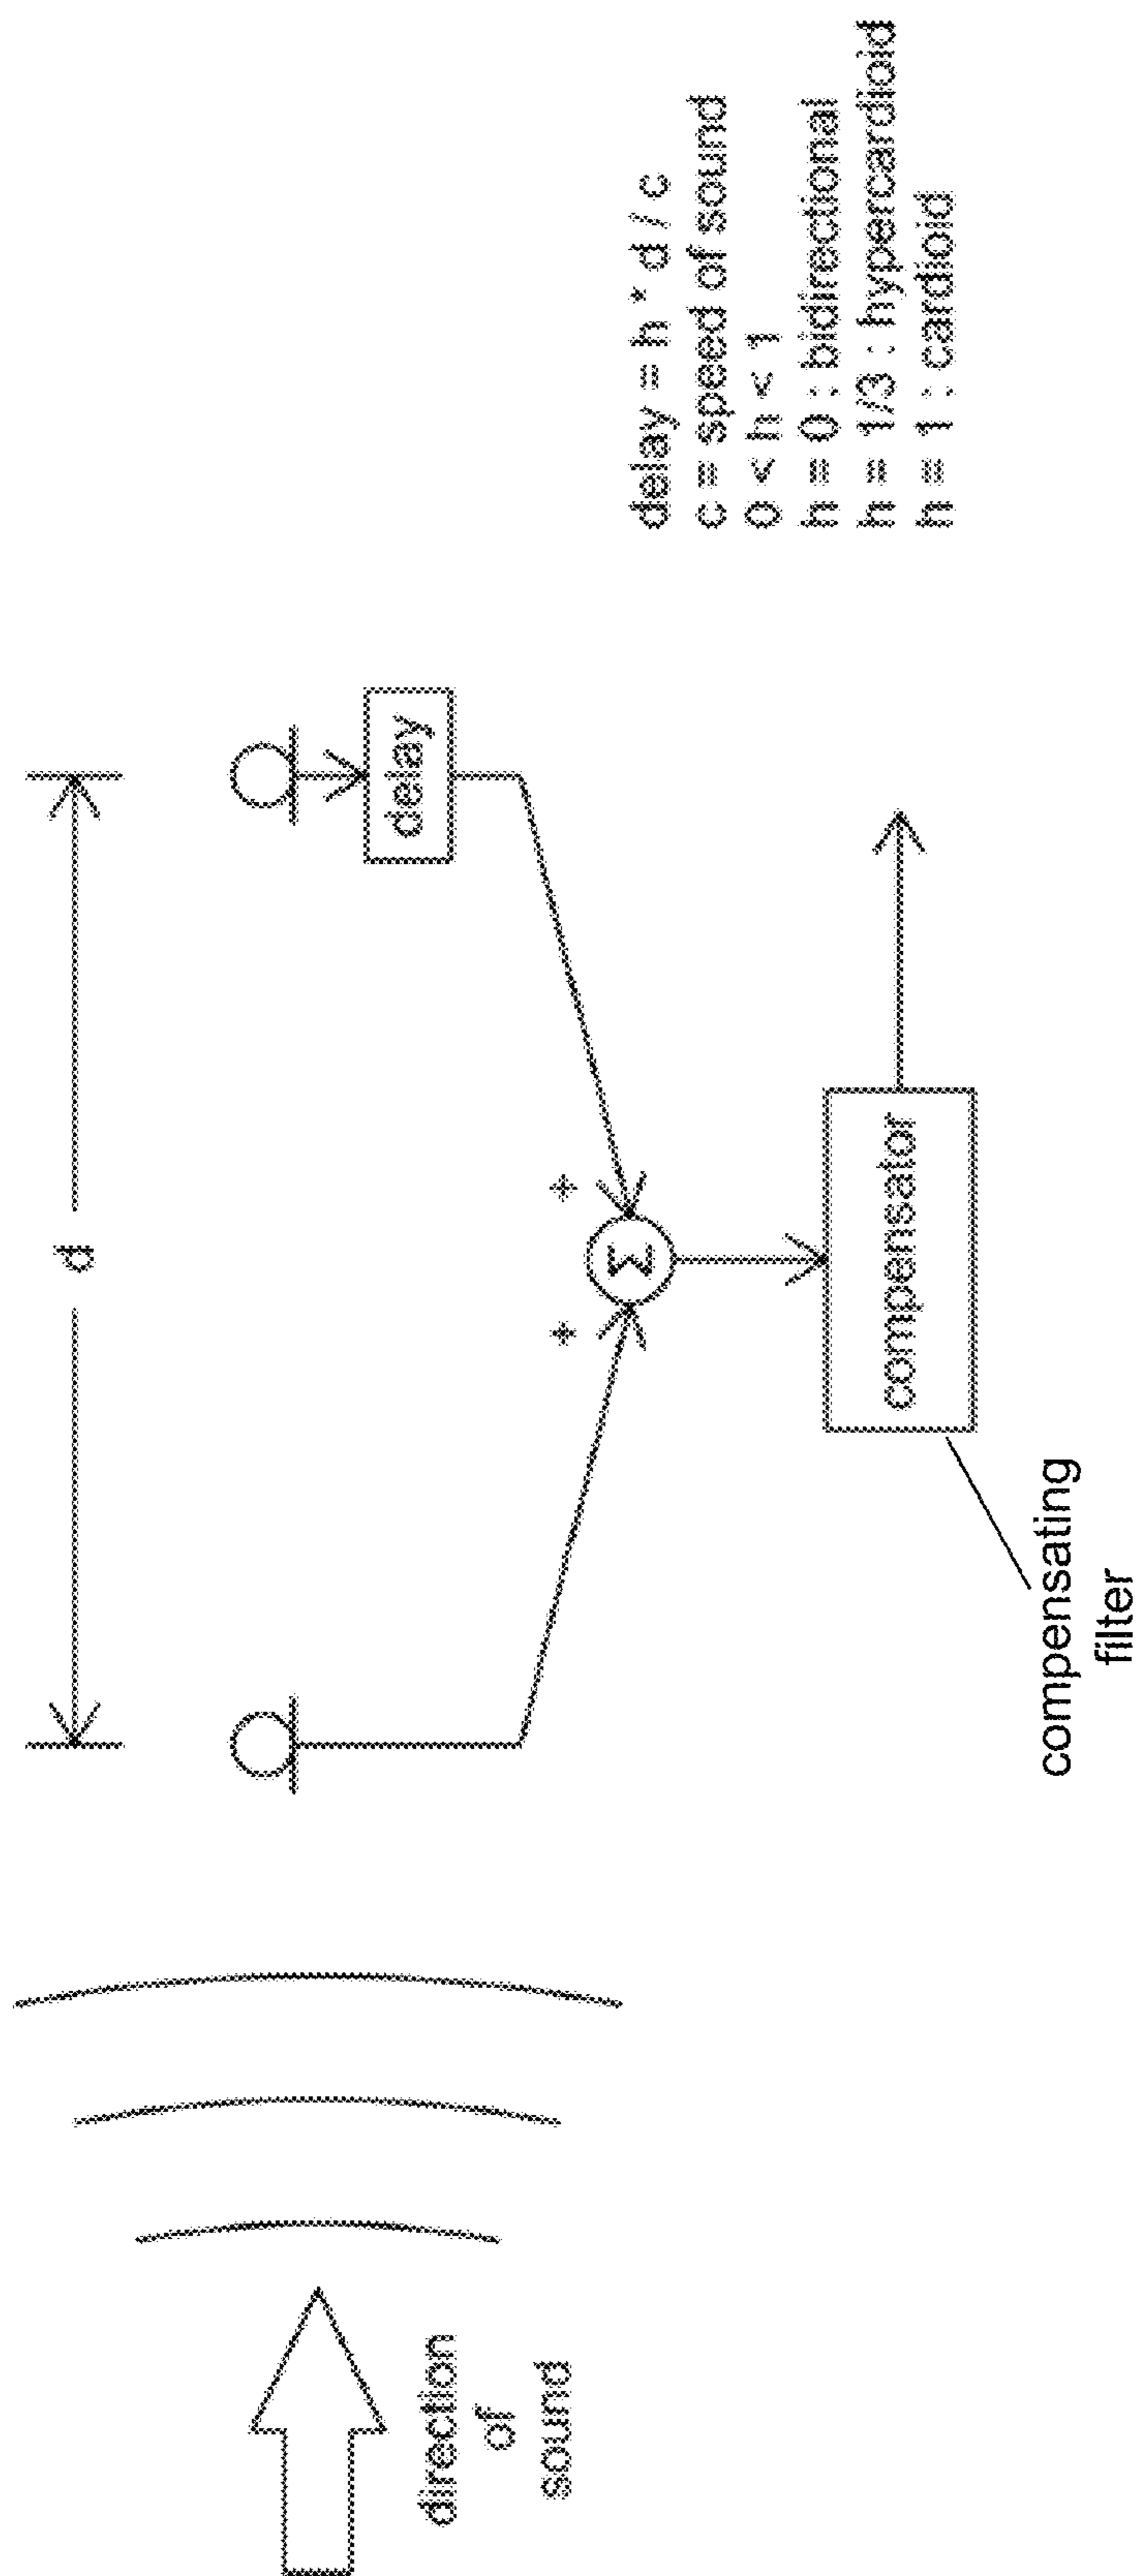 d
delay
+ +
Σ
direction
of
sound
delay = h * d / c
c = speed of sound
0 < h < 1
h = 0 : bidirectional
h = 1/3 : hypercardioid
h = 1 : cardioid
compensator
compensating
filter